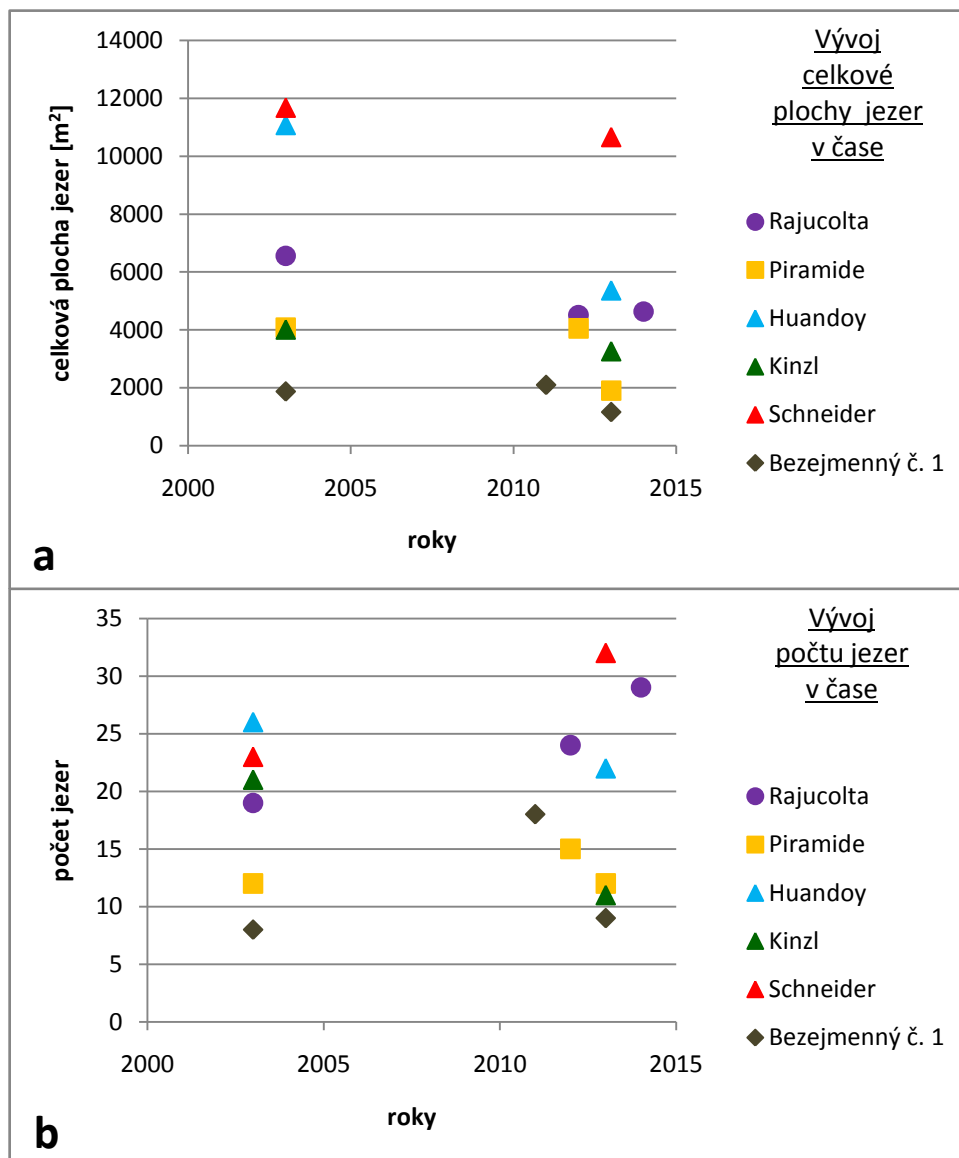 Vývoj
celkové
plochy jezer
v čase
celková plocha jezer [m²]
14000
12000
10000
8000
6000
4000
2000
0
2000
2005
2010
2015
roky
Rajucolta
Piramide
Huandoy
Kinzl
Schneider
Bezejmenný č. 1
a
Vývoj
počtu jezer
v čase
počet jezer
35
30
25
20
15
10
5
0
2000
2005
2010
2015
roky
Rajucolta
Piramide
Huandoy
Kinzl
Schneider
Bezejmenný č. 1
b